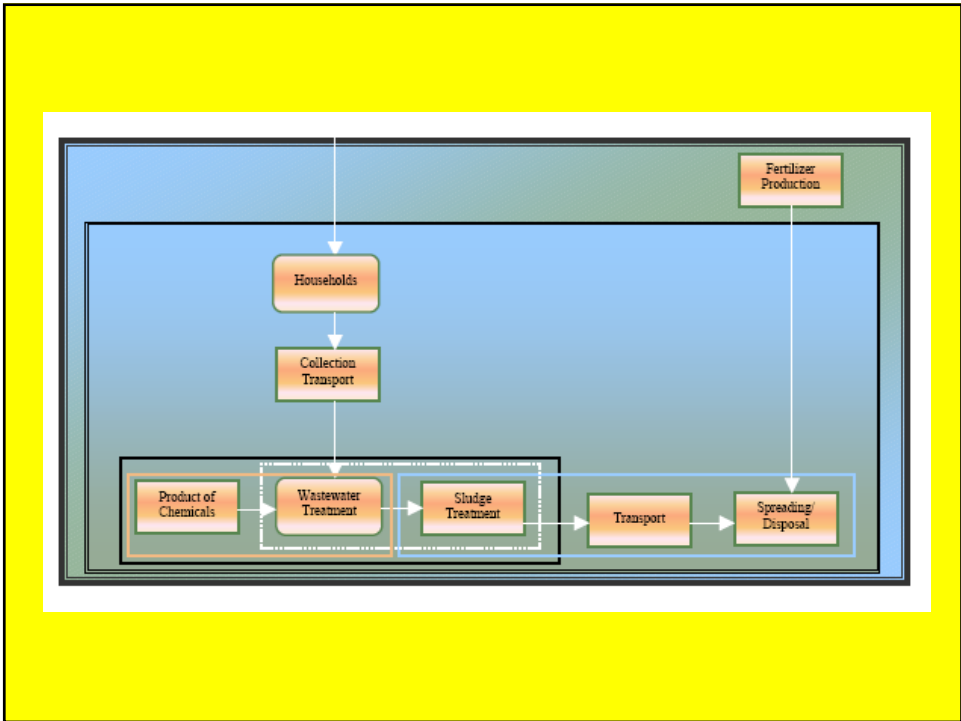 Fertilizer
Production
Households
Collection
Transport
Product of
Chemicals
Wastewater
Treatment
Sludge
Treatment
Transport
Spreading/
Disposal